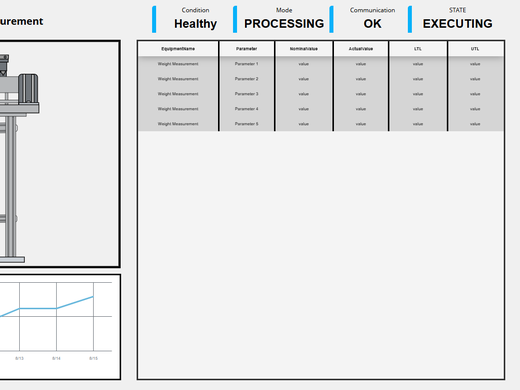 urement
Condition Mode Communication STATE
Healthy PROCESSING OK EXECUTING
EquipmentName Parameter NominalValue ActualValue LTL UTL
Weight Measurement Parameter 1 value value value value
Weight Measurement Parameter 2 value value value value
Weight Measurement Parameter 3 value value value value
Weight Measurement Parameter 4 value value value value
Weight Measurement Parameter 5 value value value value